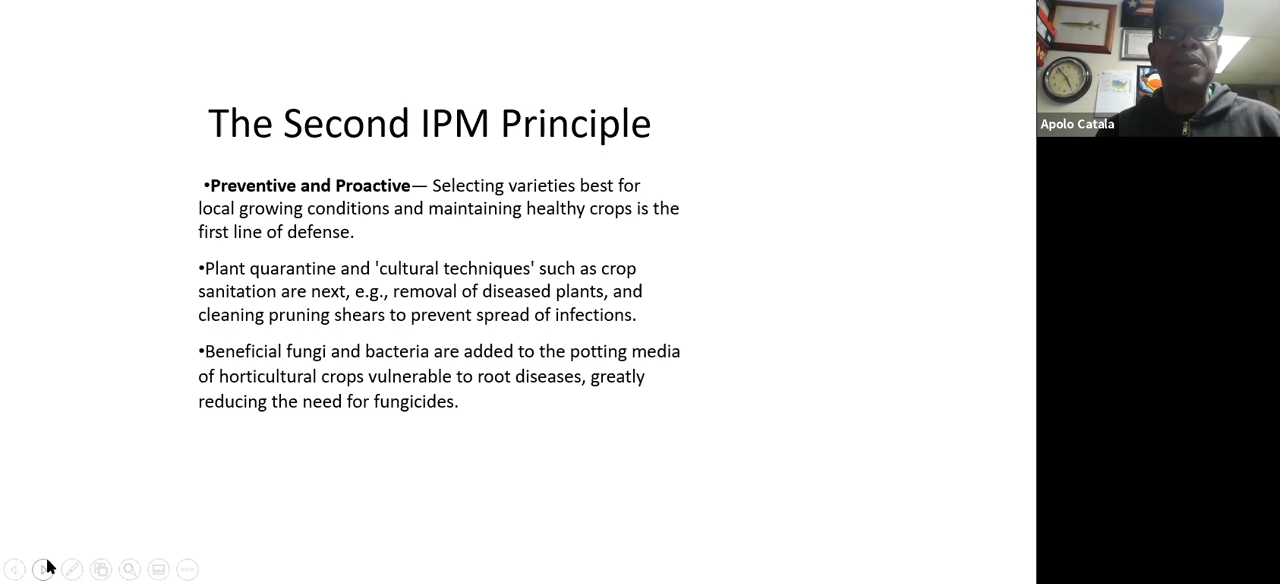 The Second IPM Principle
•Preventive and Proactive— Selecting varieties best for
local growing conditions and maintaining healthy crops is the
first line of defense.
•Plant quarantine and 'cultural techniques' such as crop
sanitation are next, e.g., removal of diseased plants, and
cleaning pruning shears to prevent spread of infections.
•Beneficial fungi and bacteria are added to the potting media
of horticultural crops vulnerable to root diseases, greatly
reducing the need for fungicides.
Apolo Catala